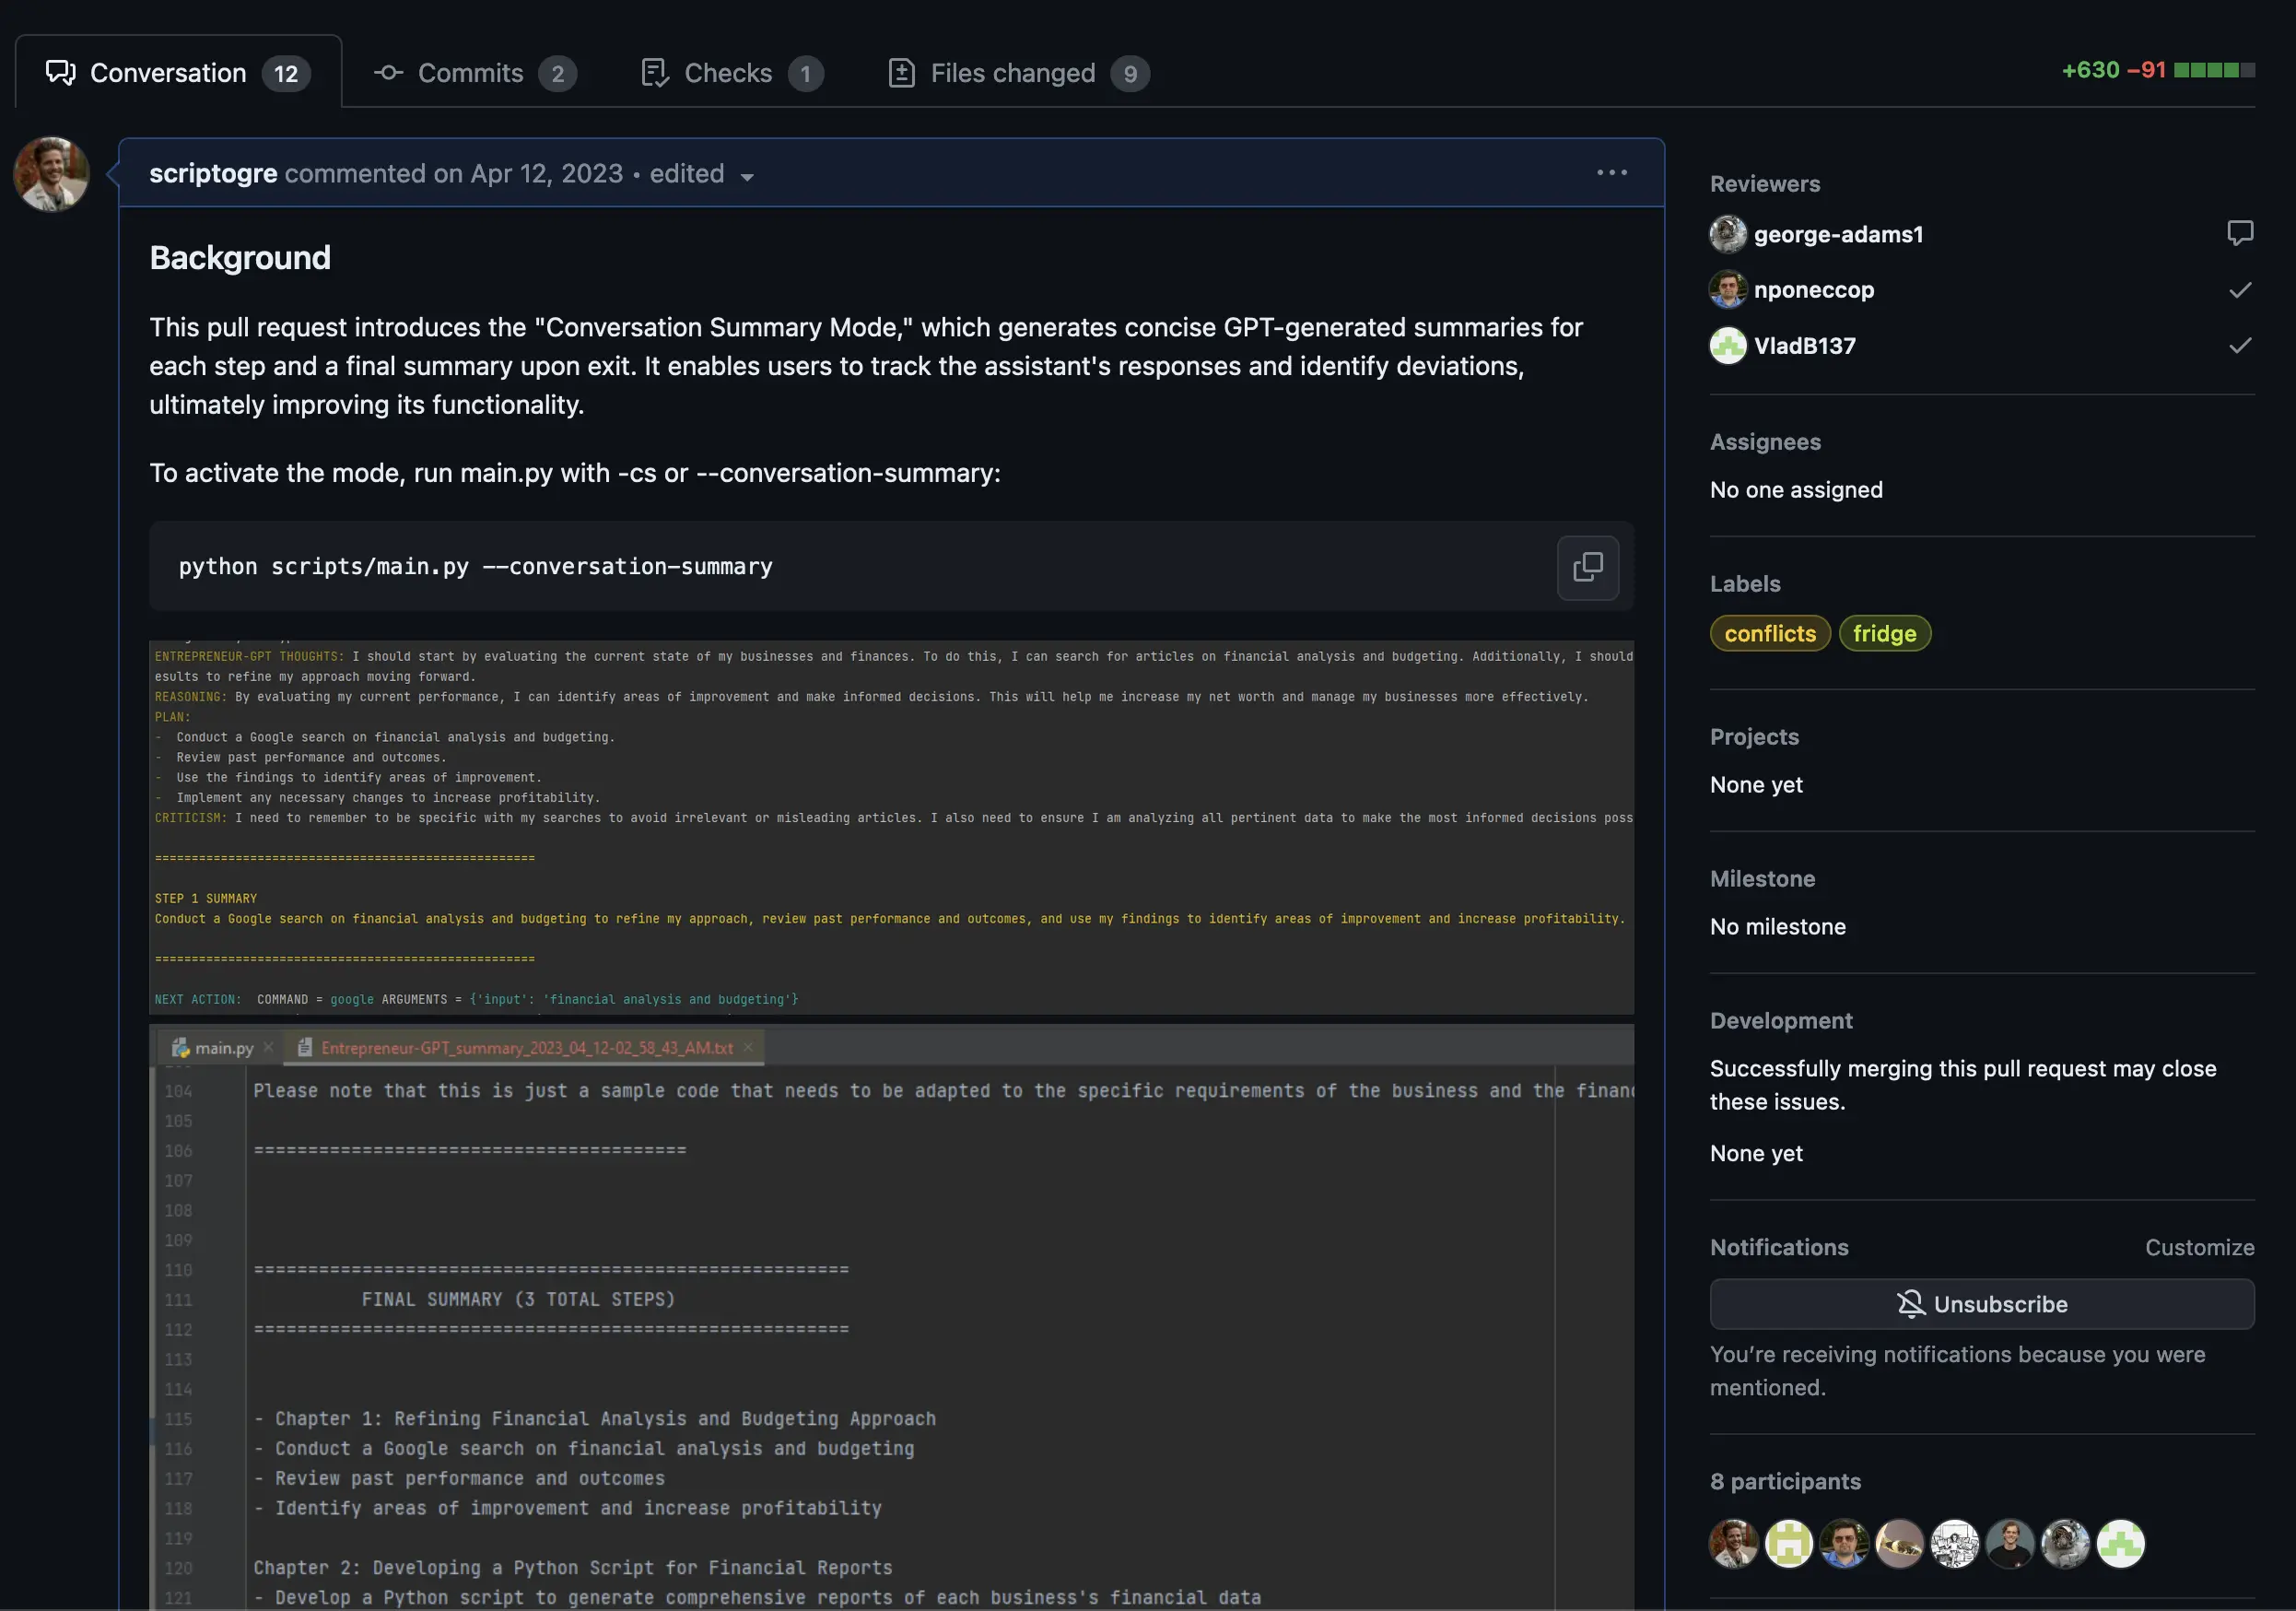 Conversation 12
Commits 2
Checks 1
Files changed 9
+630 −91
scriptogre commented on Apr 12, 2023 • edited
Background
This pull request introduces the "Conversation Summary Mode," which generates concise GPT-generated summaries for
each step and a final summary upon exit. It enables users to track the assistant's responses and identify deviations,
ultimately improving its functionality.
To activate the mode, run main.py with -cs or --conversation-summary:
python scripts/main.py --conversation-summary
ENTREPRENEUR-GPT THOUGHTS: I should start by evaluating the current state of my businesses and finances. To do this, I can search for articles on financial analysis and budgeting. Additionally, I should
esults to refine my approach moving forward.
REASONING: By evaluating my current performance, I can identify areas of improvement and make informed decisions. This will help me increase my net worth and manage my businesses more effectively.
PLAN:
- Conduct a Google search on financial analysis and budgeting.
- Review past performance and outcomes.
- Use the findings to identify areas of improvement.
- Implement any necessary changes to increase profitability.
CRITICISM: I need to remember to be specific with my searches to avoid irrelevant or misleading articles. I also need to ensure I am analyzing all pertinent data to make the most informed decisions poss
====================================================
STEP 1 SUMMARY
Conduct a Google search on financial analysis and budgeting to refine my approach, review past performance and outcomes, and use my findings to identify areas of improvement and increase profitability.
====================================================
NEXT ACTION: COMMAND = google ARGUMENTS = {'input': 'financial analysis and budgeting'}
main.py
Entrepreneur-GPT_summary_2023_04_12-02_58_43_AM.txt
104 Please note that this is just a sample code that needs to be adapted to the specific requirements of the business and the financ
105
106 ========================================
107
108
109
110 =======================================================
111 FINAL SUMMARY (3 TOTAL STEPS)
112 =======================================================
113
114
115 - Chapter 1: Refining Financial Analysis and Budgeting Approach
116 - Conduct a Google search on financial analysis and budgeting
117 - Review past performance and outcomes
118 - Identify areas of improvement and increase profitability
119
120 Chapter 2: Developing a Python Script for Financial Reports
121 - Develop a Python script to generate comprehensive reports of each business's financial data
Reviewers
george-adams1
nponeccop
VladB137
Assignees
No one assigned
Labels
conflicts fridge
Projects
None yet
Milestone
No milestone
Development
Successfully merging this pull request may close
these issues.
None yet
Notifications Customize
Unsubscribe
You're receiving notifications because you were
mentioned.
8 participants